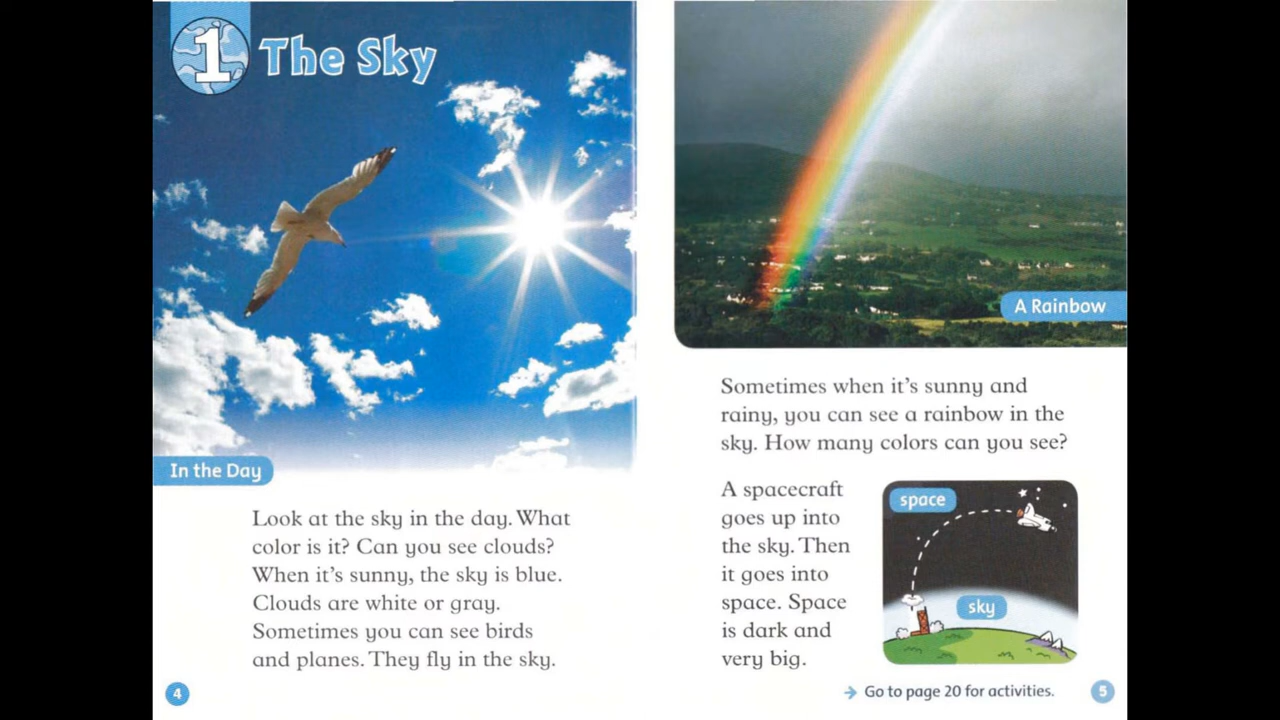 1 The Sky
In the Day
Look at the sky in the day. What
color is it? Can you see clouds?
When it's sunny, the sky is blue.
Clouds are white or gray.
Sometimes you can see birds
and planes. They fly in the sky.
4
A Rainbow
Sometimes when it's sunny and
rainy, you can see a rainbow in the
sky. How many colors can you see?
A spacecraft
goes up into
the sky. Then
it goes into
space. Space
is dark and
very big.
space
sky
→ Go to page 20 for activities.
5